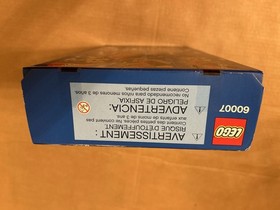 LEGO
60007
AVERTISSEMENT :
RISQUE D'ÉTOUFFEMENT.
Contient des petites pièces. Ne convient pas
aux enfants de moins de 3 ans.
ADVERTENCIA:
PELIGRO DE ASFIXIA.
Contiene piezas pequeñas.
No recomendado para niños menores de 3 años.